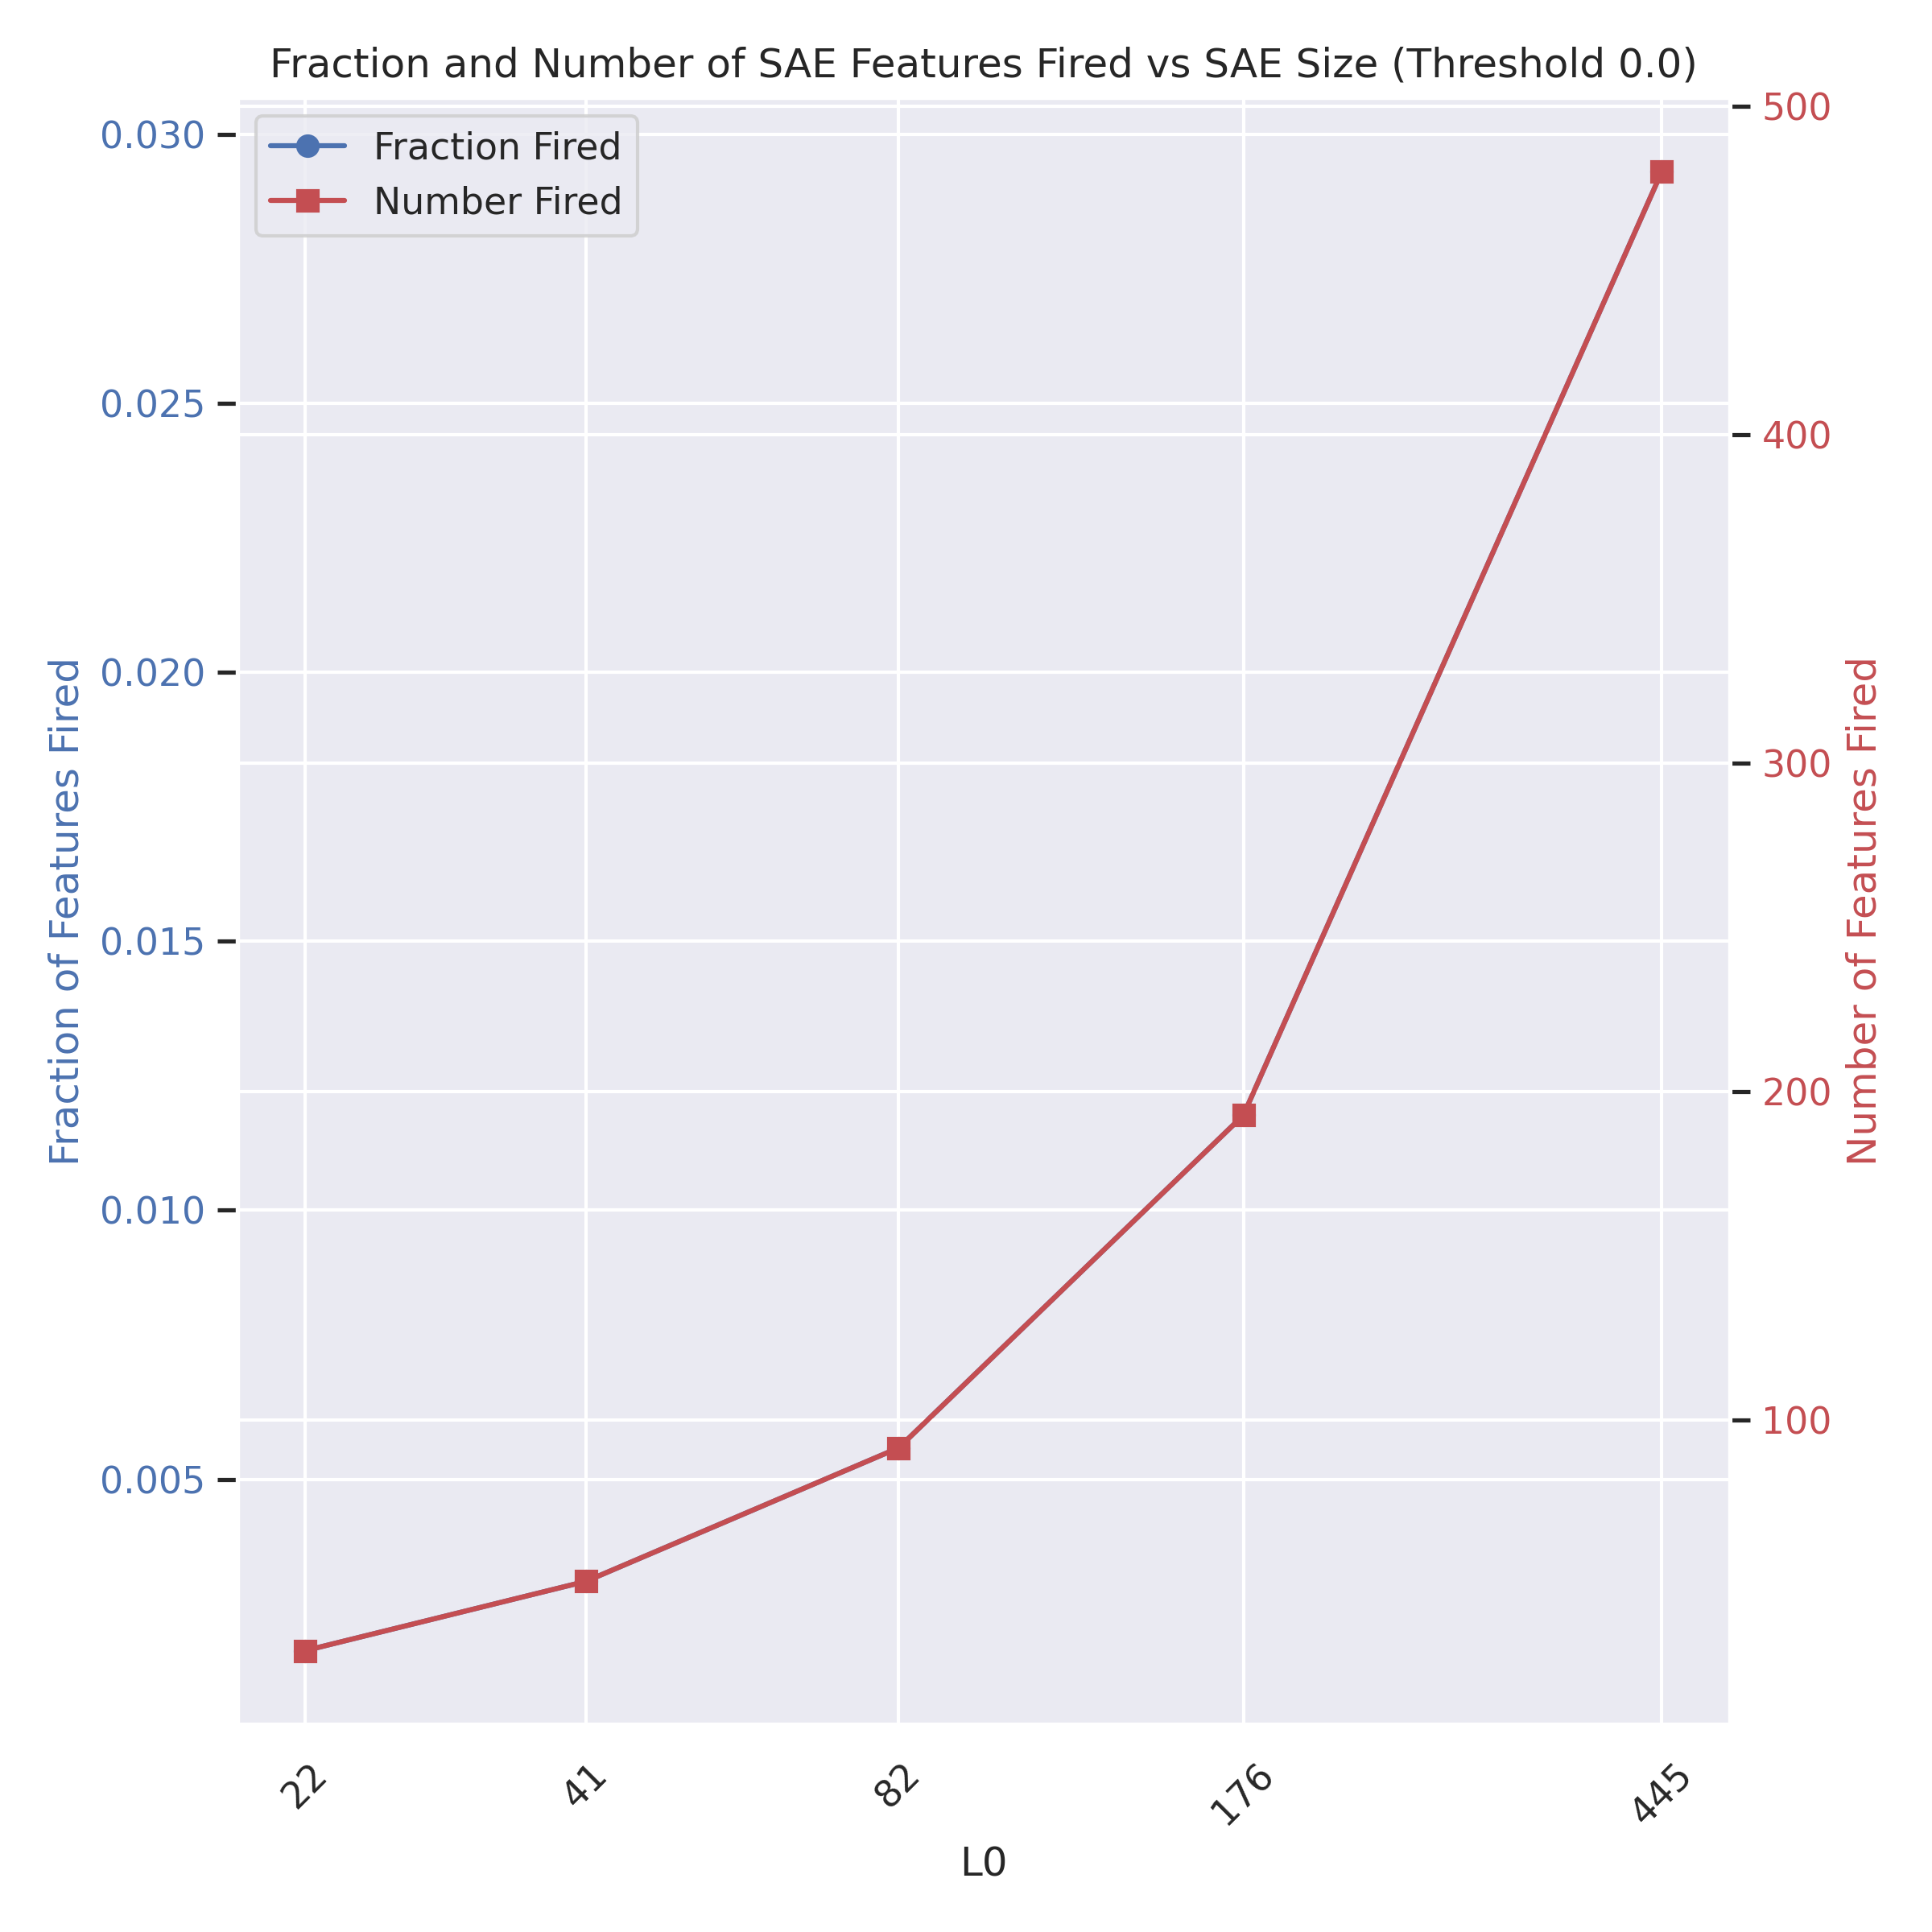 Fraction and Number of SAE Features Fired vs SAE Size (Threshold 0.0)
Fraction Fired
Number Fired
0.030
0.025
0.020
0.015
0.010
0.005
Fraction of Features Fired
500
400
300
200
100
Number of Features Fired
22
41
82
176
445
L0